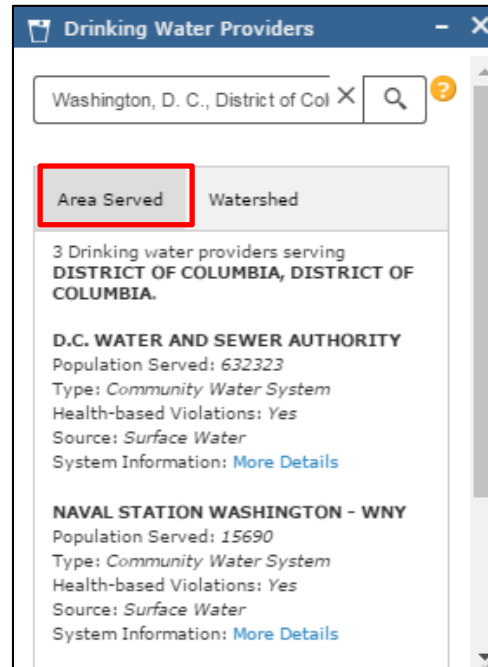 Drinking Water Providers
Washington, D. C., District of Col
Area Served
Watershed
3 Drinking water providers serving
DISTRICT OF COLUMBIA, DISTRICT OF
COLUMBIA.
D.C. WATER AND SEWER AUTHORITY
Population Served: 632323
Type: Community Water System
Health-based Violations: Yes
Source: Surface Water
System Information: More Details
NAVAL STATION WASHINGTON - WNY
Population Served: 15690
Type: Community Water System
Health-based Violations: Yes
Source: Surface Water
System Information: More Details